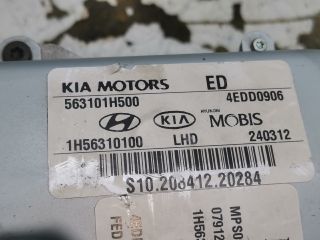 KIA MOTORS ED
563101H500 4EDD0906
KIA HYUNDAI MOBIS
1H56310100 LHD 240312
S10.208412.20284